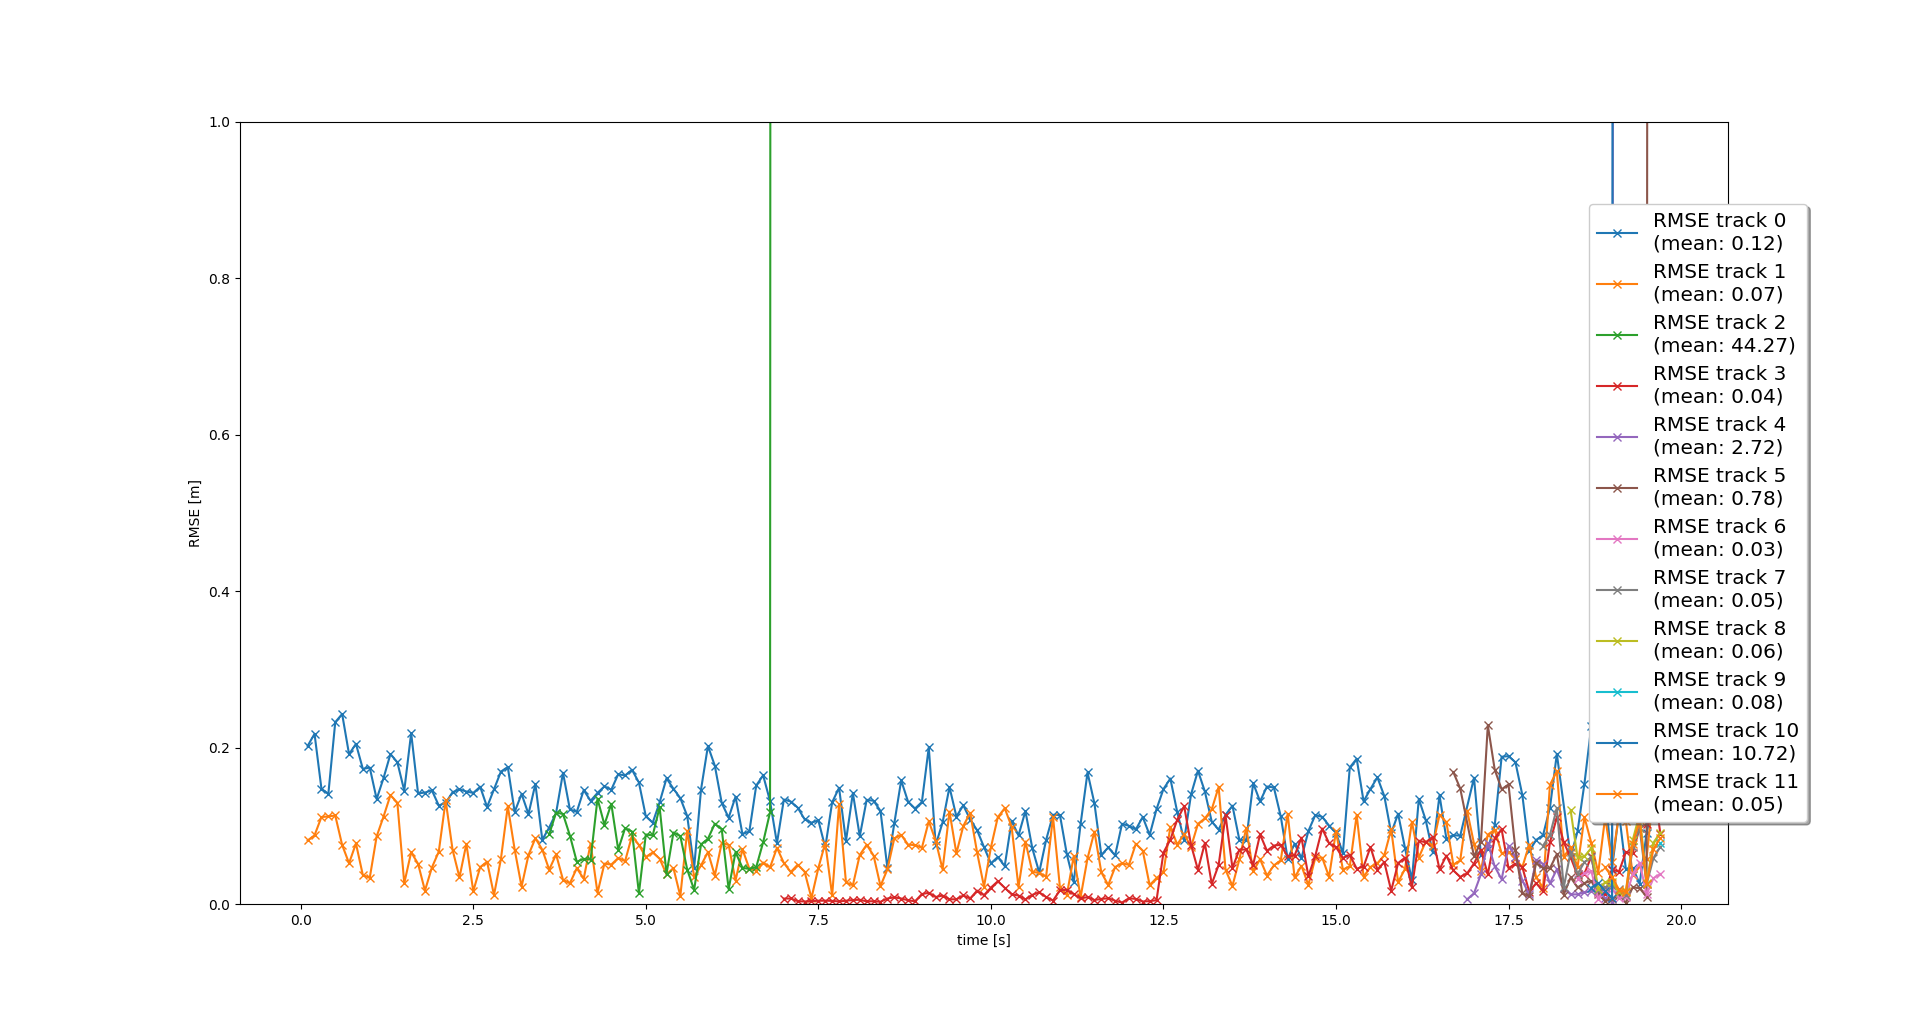 1.0
0.8
0.6
0.4
0.2
0.0
RMSE [m]
0.0 2.5 5.0 7.5 10.0 12.5 15.0 17.5 20.0
time [s]
RMSE track 0
(mean: 0.12)
RMSE track 1
(mean: 0.07)
RMSE track 2
(mean: 44.27)
RMSE track 3
(mean: 0.04)
RMSE track 4
(mean: 2.72)
RMSE track 5
(mean: 0.78)
RMSE track 6
(mean: 0.03)
RMSE track 7
(mean: 0.05)
RMSE track 8
(mean: 0.06)
RMSE track 9
(mean: 0.08)
RMSE track 10
(mean: 10.72)
RMSE track 11
(mean: 0.05)